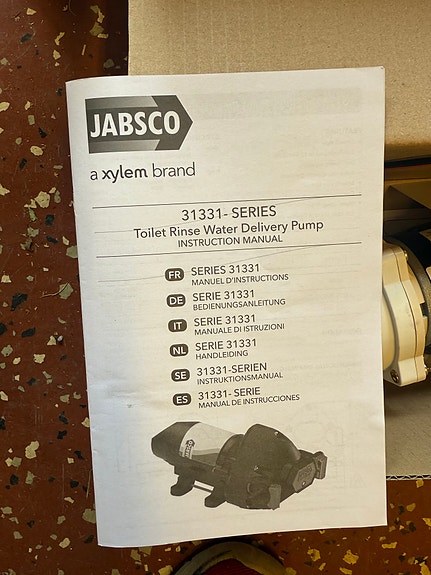 JABSCO
a xylem brand
31331- SERIES
Toilet Rinse Water Delivery Pump
INSTRUCTION MANUAL
FR SERIES 31331
MANUEL D'INSTRUCTIONS
DE SERIE 31331
BEDIENUNGSANLEITUNG
IT SERIE 31331
MANUALE DI ISTRUZIONI
NL SERIE 31331
HANDLEIDING
SE 31331-SERIEN
INSTRUKTIONSMANUAL
ES 31331- SERIE
MANUAL DE INSTRUCCIONES
JABSCO